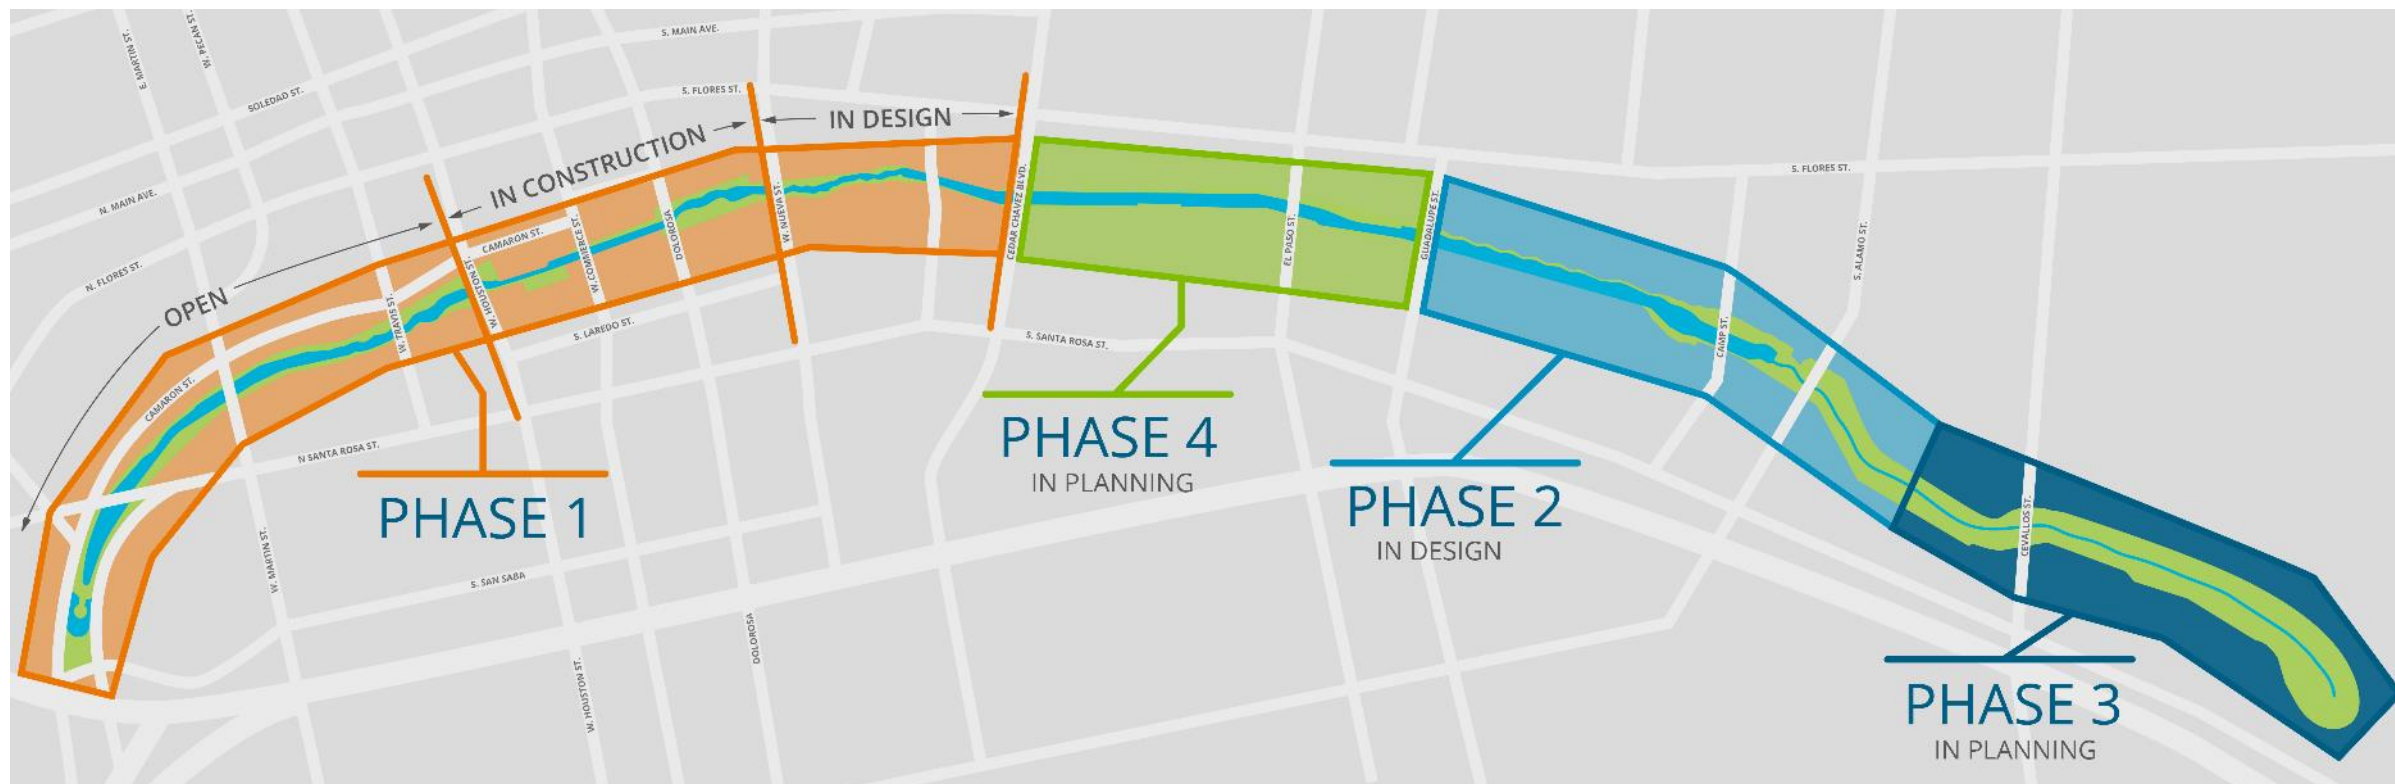 E. MARTIN ST.
W. PECAN ST.
S. MAIN AVE.
SOLEDAD ST.
S. FLORES ST.
IN DESIGN
IN CONSTRUCTION
N. MAIN AVE.
N. FLORES ST.
OPEN
CAMARON ST.
W. COMMERCE ST.
DOLOROSA
W. NUEVA ST.
CEDAR CHAVEZ BLVD.
EL PASO ST.
GUADALUPE ST.
S. FLORES ST.
S. ALAMO ST.
W. HOUSTON ST.
W. TRAVIS ST.
S. LAREDO ST.
S. SANTA ROSA ST.
CAMP ST.
CAMARON ST.
N SANTA ROSA ST.
PHASE 1
PHASE 4
IN PLANNING
PHASE 2
IN DESIGN
CEVALLOS ST.
W. MARTIN ST.
S. SAN SABA
DOLOROSA
W. HOUSTON ST.
PHASE 3
IN PLANNING